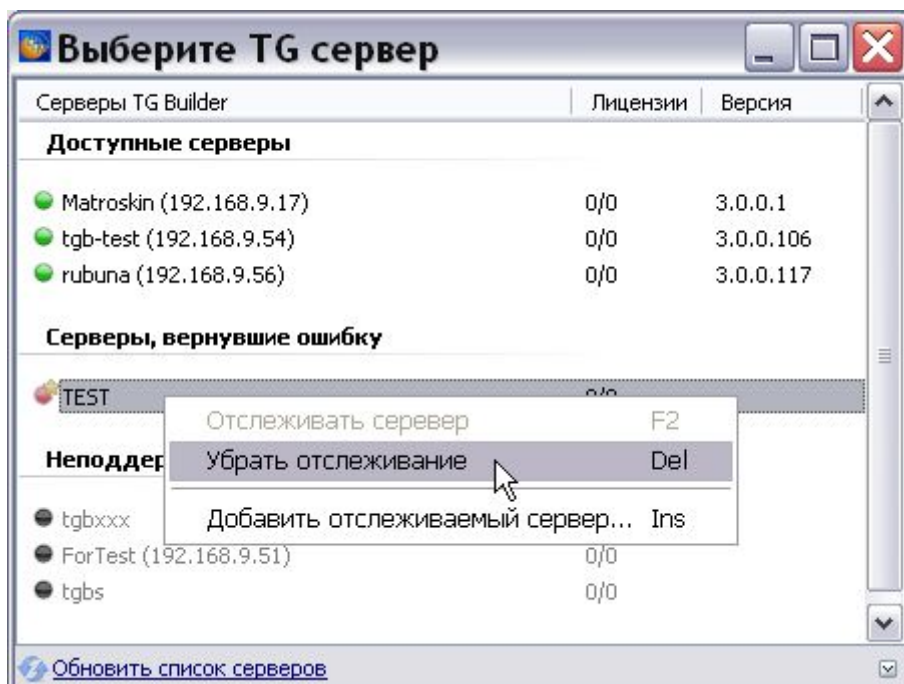 Выберите TG сервер
Серверы TG Builder Лицензии Версия
Доступные серверы
Matroskin (192.168.9.17) 0/0 3.0.0.1
tgb-test (192.168.9.54) 0/0 3.0.0.106
rubuna (192.168.9.56) 0/0 3.0.0.117
Серверы, вернувшие ошибку
TEST
Отслеживать серевер F2
Убрать отслеживание Del
Добавить отслеживаемый сервер... Ins
tgbxxx
ForTest (192.168.9.51) 0/0
tgbs 0/0
Обновить список серверов